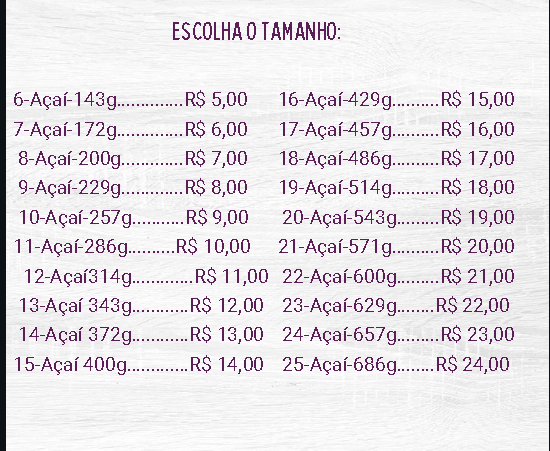 ESCOLHA O TAMANHO:
6-Açaí-143g..............R$ 5,00
7-Açaí-172g..............R$ 6,00
8-Açaí-200g.............R$ 7,00
9-Açaí-229g.............R$ 8,00
10-Açaí-257g...........R$ 9,00
11-Açaí-286g..........R$ 10,00
12-Açaí314g.............R$ 11,00
13-Açaí 343g............R$ 12,00
14-Açaí 372g............R$ 13,00
15-Açaí 400g.............R$ 14,00
16-Açaí-429g..........R$ 15,00
17-Açaí-457g..........R$ 16,00
18-Açaí-486g..........R$ 17,00
19-Açaí-514g..........R$ 18,00
20-Açaí-543g.........R$ 19,00
21-Açaí-571g..........R$ 20,00
22-Açaí-600g.........R$ 21,00
23-Açaí-629g........R$ 22,00
24-Açaí-657g.........R$ 23,00
25-Açaí-686g........R$ 24,00